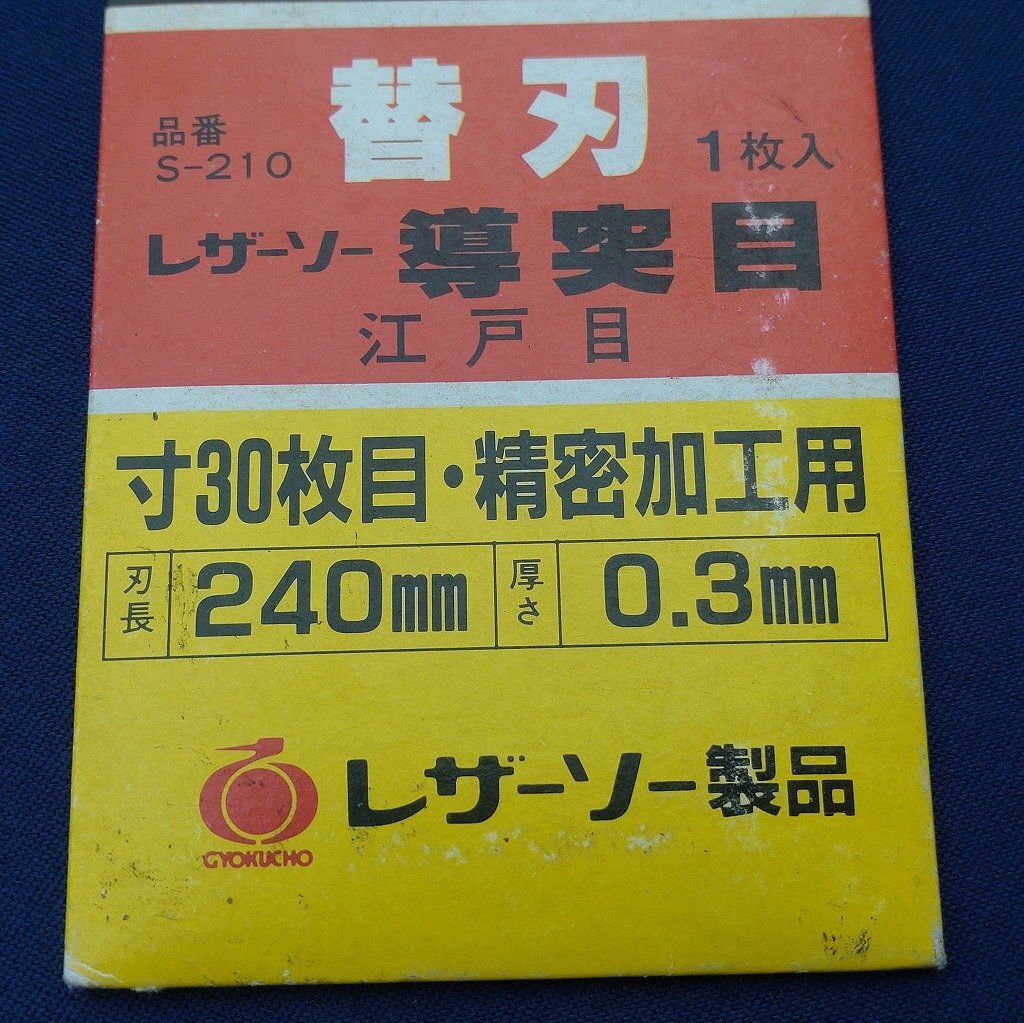 替刃
品番
S-210
1枚入
レザーソー 導突目
江戸目
寸30枚目・精密加工用
刃長 240mm 厚さ 0.3mm
GYOKUCHO
レザーソー製品